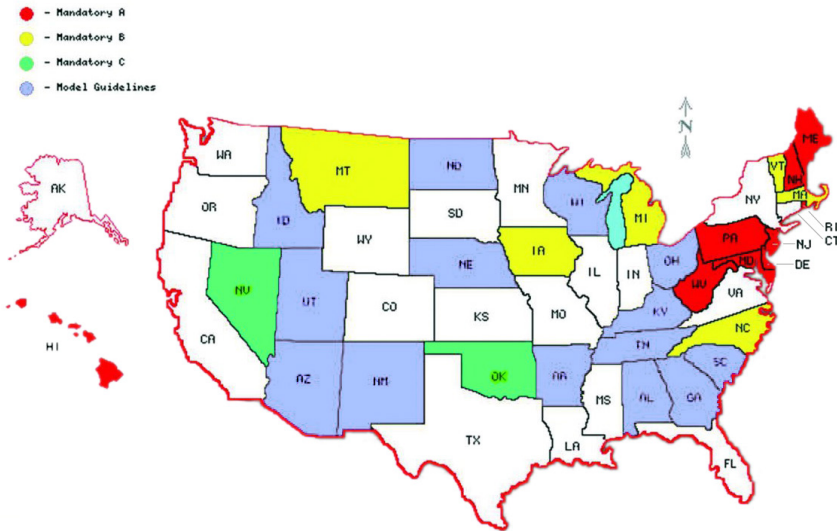 - Mandatory A
- Mandatory B
- Mandatory C
- Model Guidelines
N
ME
WA
VT
NH
MT
ND
MN
AK
MA
NY
OR
WI
ID
SD
MI
RI
CT
WY
PA
NJ
IA
OH
MD
DE
NE
NV
IL
IN
WV
UT
VA
CO
KY
KS
MO
CA
HI
NC
TN
OK
AZ
NM
AR
SC
MS
AL
GA
TX
LA
FL